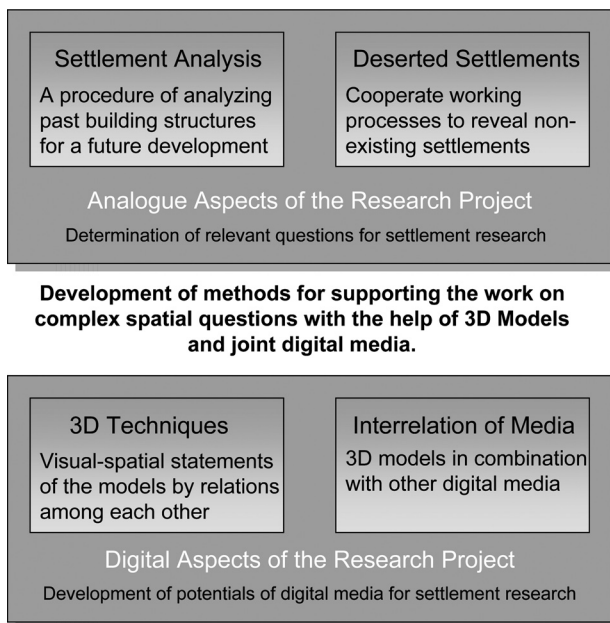 Settlement Analysis
A procedure of analyzing
past building structures
for a future development
Deserted Settlements
Cooperate working
processes to reveal non-
existing settlements
Analogue Aspects of the Research Project
Determination of relevant questions for settlement research
Development of methods for supporting the work on
complex spatial questions with the help of 3D Models
and joint digital media.
3D Techniques
Visual-spatial statements
of the models by relations
among each other
Interrelation of Media
3D models in combination
with other digital media
Digital Aspects of the Research Project
Development of potentials of digital media for settlement research